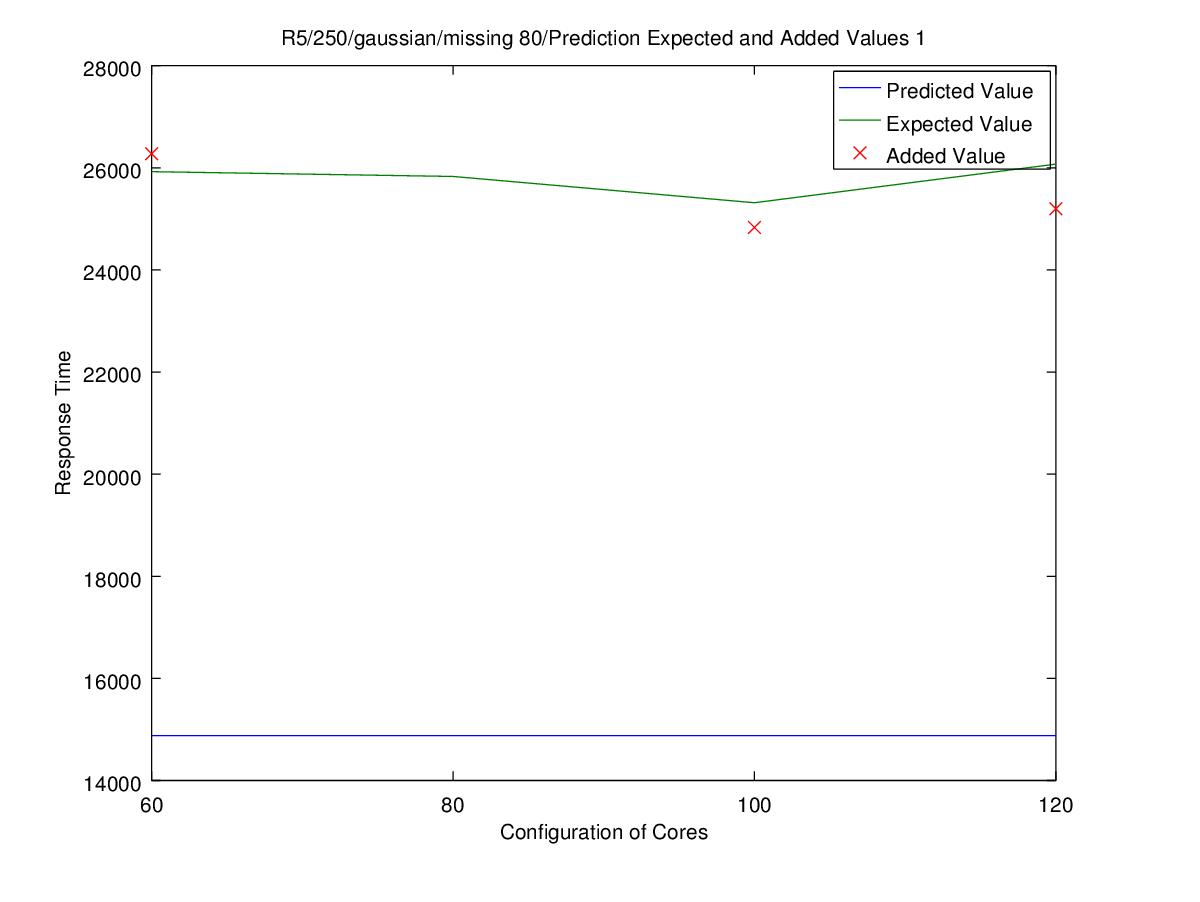 R5/250/gaussian/missing 80/Prediction Expected and Added Values 1
28000
Predicted Value
Expected Value
Added Value
26000
24000
22000
20000
18000
16000
14000
Response Time
60
80
100
120
Configuration of Cores